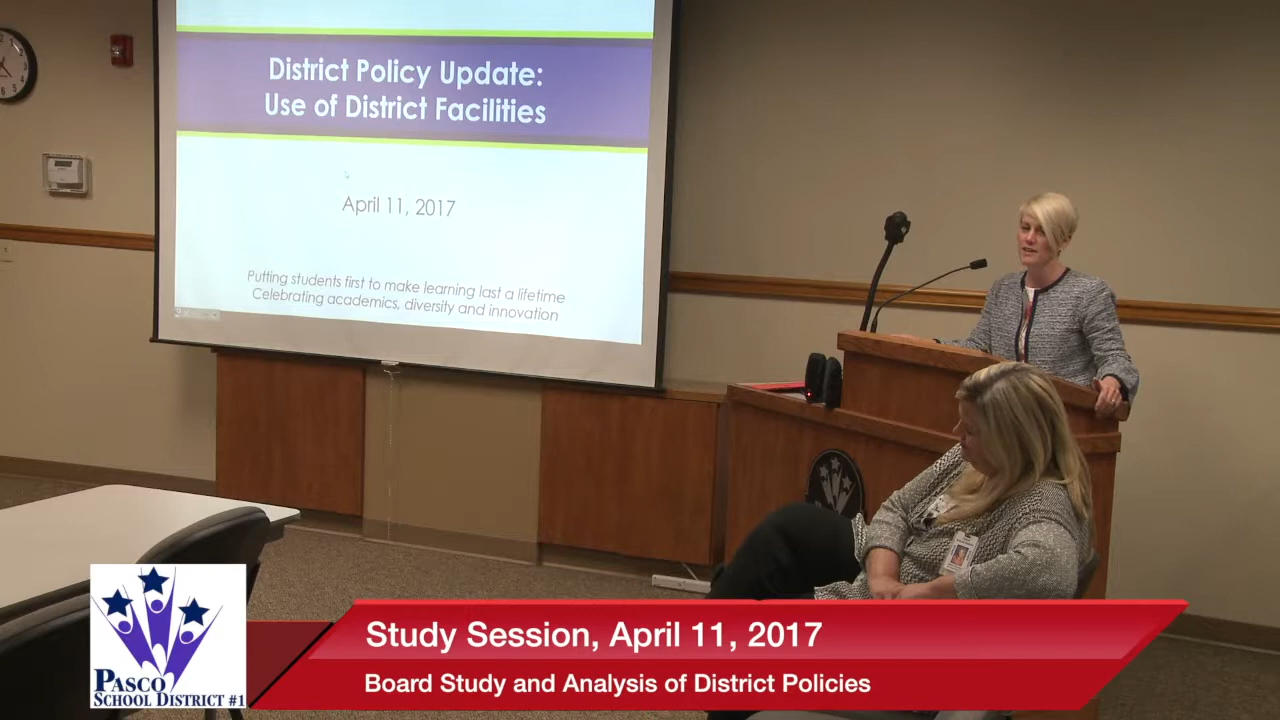 District Policy Update:
Use of District Facilities
April 11, 2017
Putting students first to make learning last a lifetime
Celebrating academics, diversity and innovation
Study Session, April 11, 2017
Board Study and Analysis of District Policies
PASCO
SCHOOL DISTRICT #1